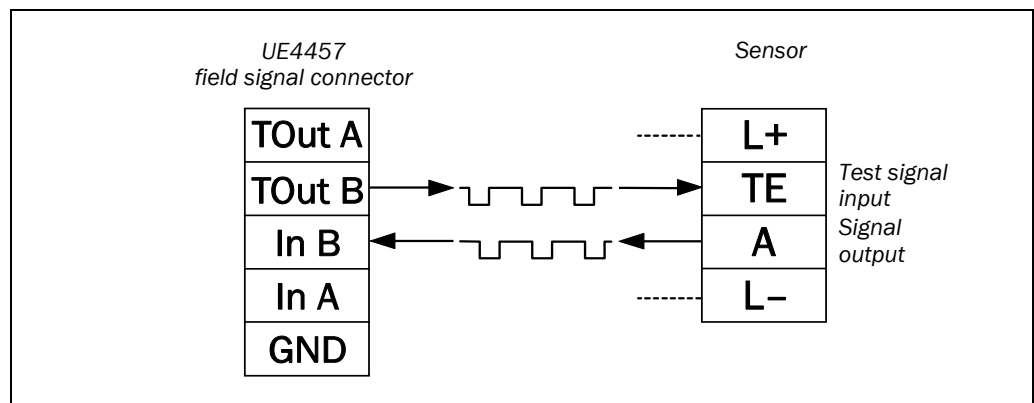 UE4457
field signal connector
TOut A
TOut B
In B
In A
GND
Sensor
L+
TE
A
L–
Test signal
input
Signal
output